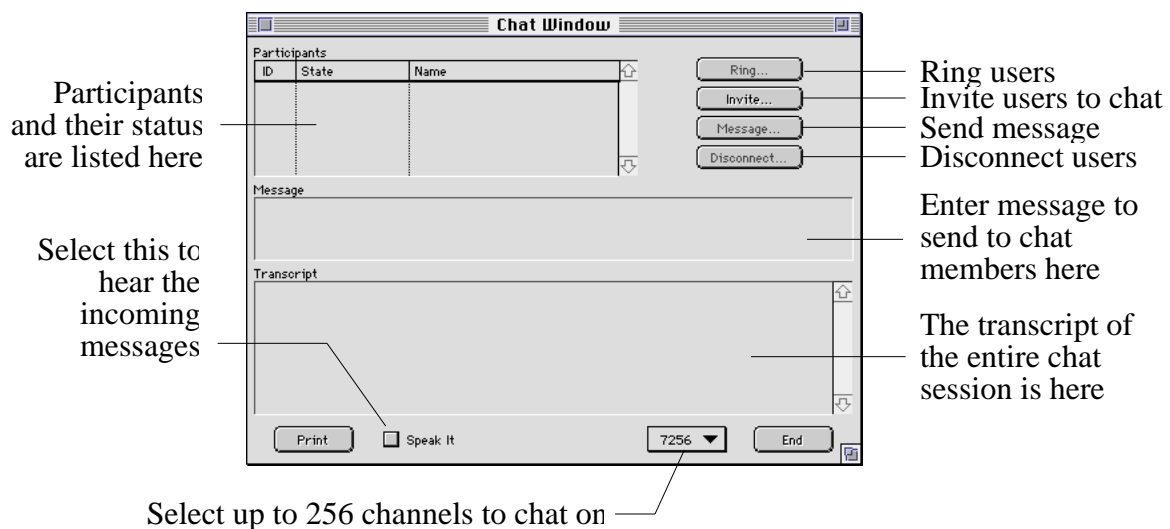 Chat Window
Participants
ID State Name
Ring...
Invite...
Message...
Disconnect...
Message
Transcript
Print
Speak It
7256
End
Participants
and their status
are listed here
Select this to
hear the
incoming
messages
Ring users
Invite users to chat
Send message
Disconnect users
Enter message to
send to chat
members here
The transcript of
the entire chat
session is here
Select up to 256 channels to chat on